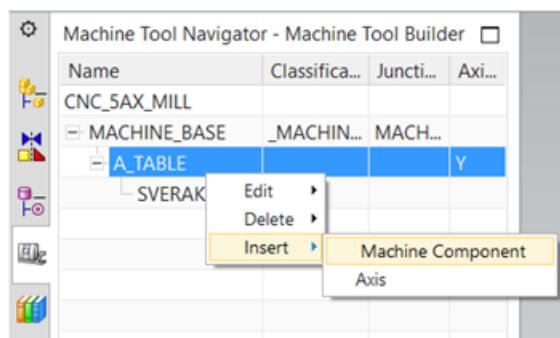 Machine Tool Navigator - Machine Tool Builder
Name Classifica... Juncti... Axi...
CNC_5AX_MILL
MACHINE_BASE _MACHIN... MACH...
A_TABLE Y
SVERAK
Edit
Delete
Insert
Machine Component
Axis